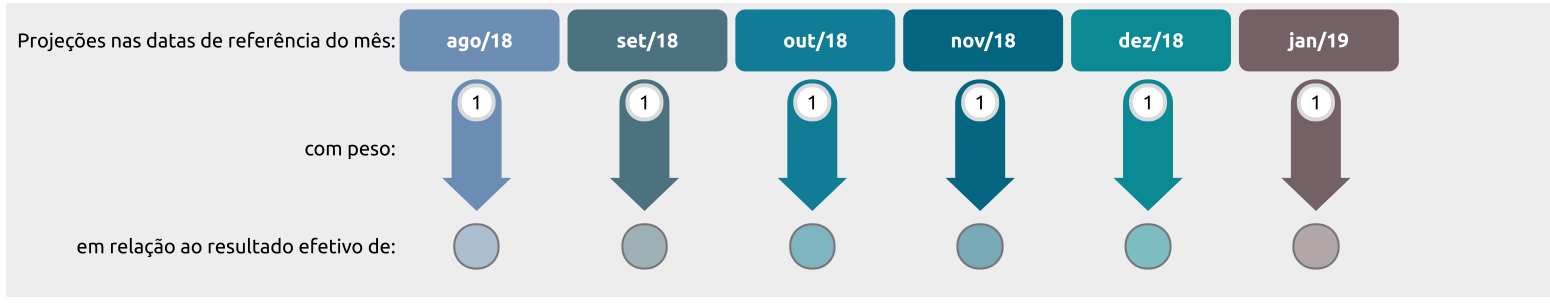 Projeções nas datas de referência do mês: ago/18 set/18 out/18 nov/18 dez/18 jan/19
1 1 1 1 1 1
com peso:
em relação ao resultado efetivo de: